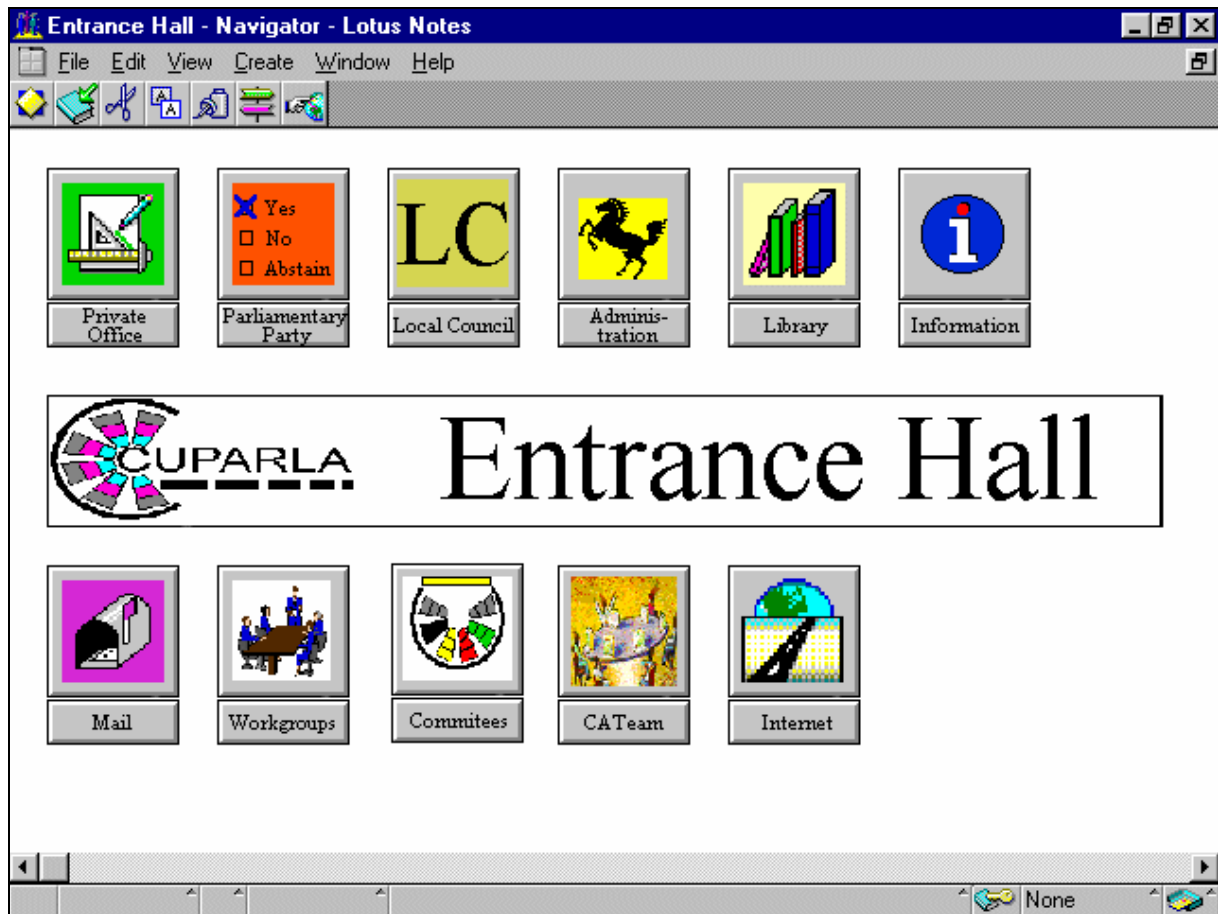 Entrance Hall - Navigator - Lotus Notes
File Edit View Create Window Help
Yes
No
Abstain
LC
Private
Office
Parliamentary
Party
Local Council
Adminis-
tration
Library
Information
CUPARLA
Entrance Hall
Mail
Workgroups
Commitees
CATeam
Internet
None